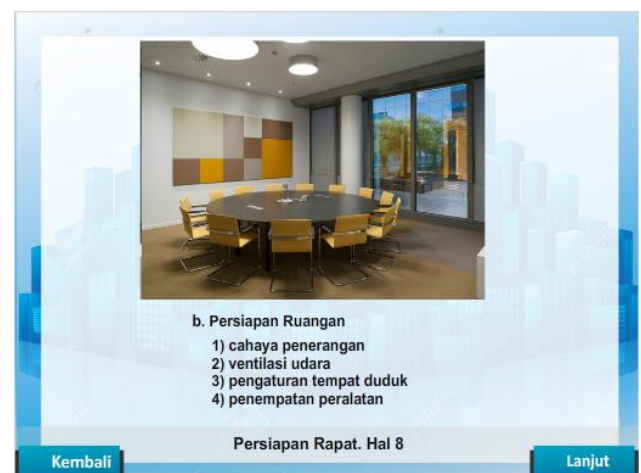 b. Persiapan Ruangan
1) cahaya penerangan
2) ventilasi udara
3) pengaturan tempat duduk
4) penempatan peralatan
Persiapan Rapat. Hal 8
Kembali
Lanjut